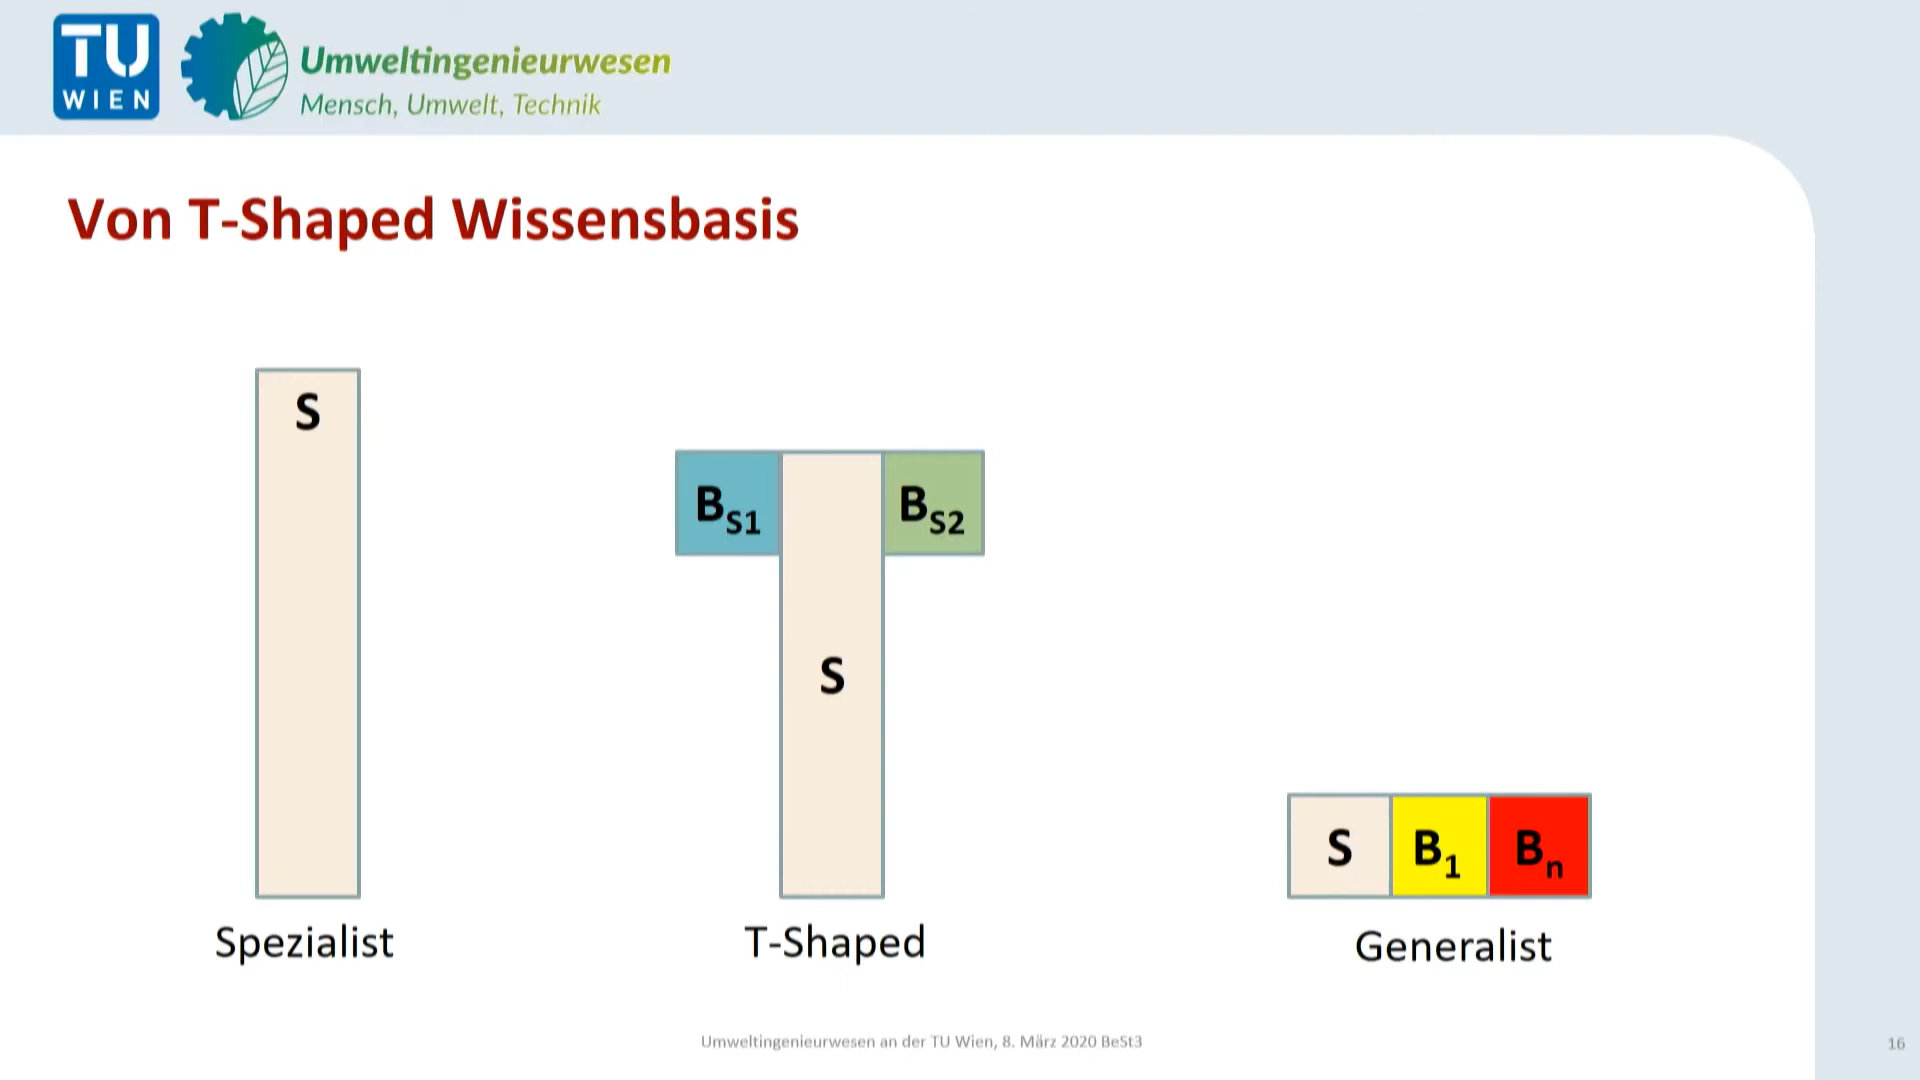 TU
WIEN
Umweltingenieurwesen
Mensch, Umwelt, Technik
Von T-Shaped Wissensbasis
S
BS1
BS2
S
S
B1
Bn
Spezialist
T-Shaped
Generalist
Umweltingenieurwesen an der TU Wien, 8. März 2020 BeSt3
16